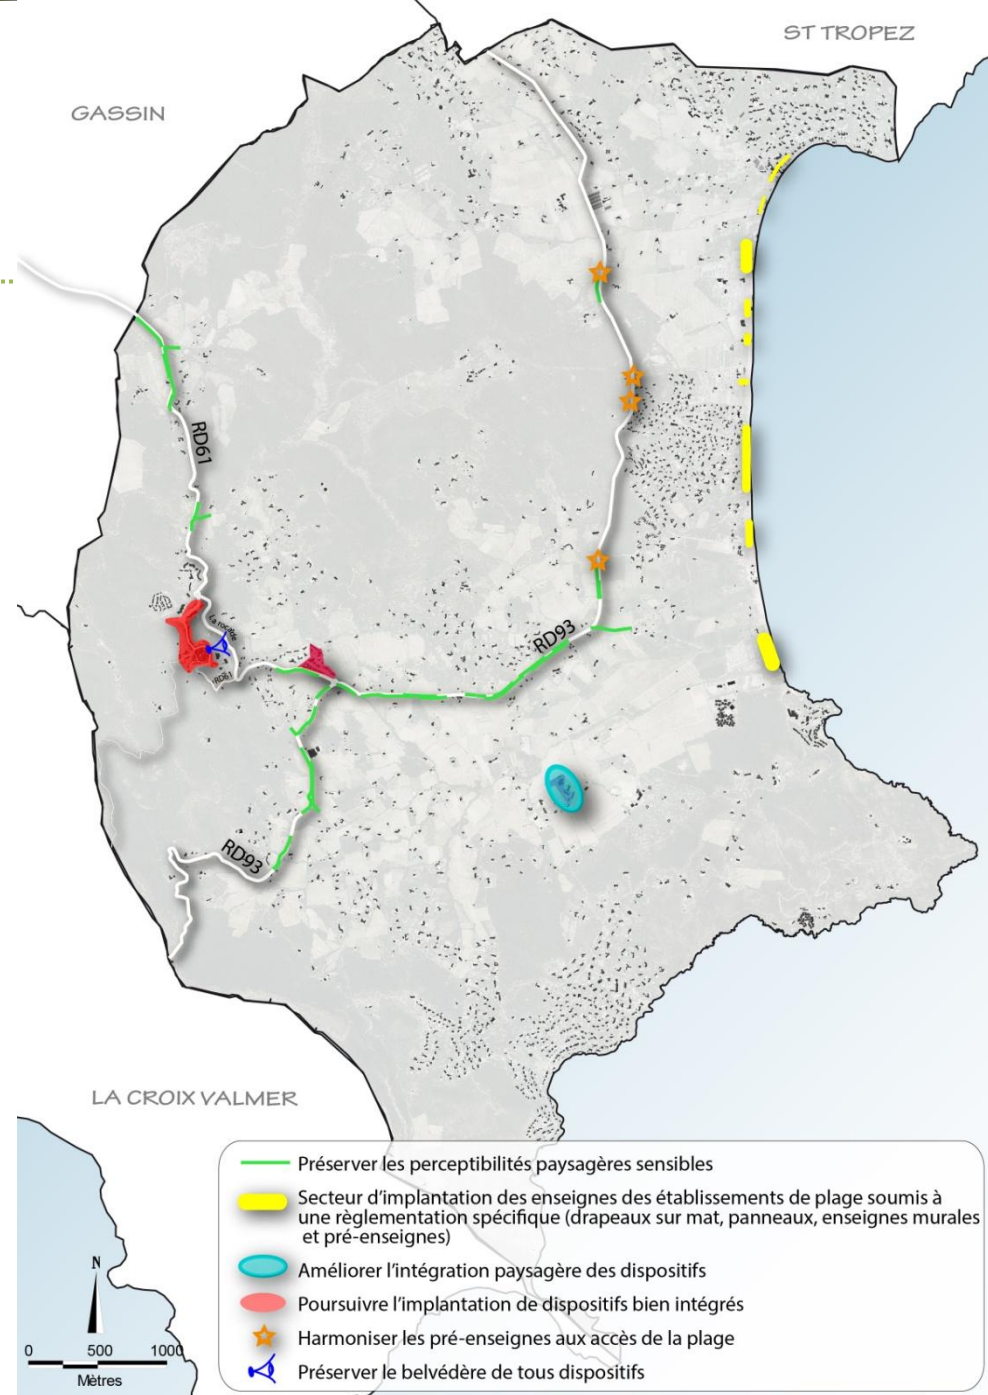 ST TROPEZ
GASSIN
RD61
La rocade
RD61
RD93
RD93
LA CROIX VALMER
Préserver les perceptibilités paysagères sensibles
Secteur d'implantation des enseignes des établissements de plage soumis à
une règlementation spécifique (drapeaux sur mat, panneaux, enseignes murales
et pré-enseignes)
Améliorer l'intégration paysagère des dispositifs
Poursuivre l'implantation de dispositifs bien intégrés
Harmoniser les pré-enseignes aux accès de la plage
Préserver le belvédère de tous dispositifs
N
0 500 1000
Mètres